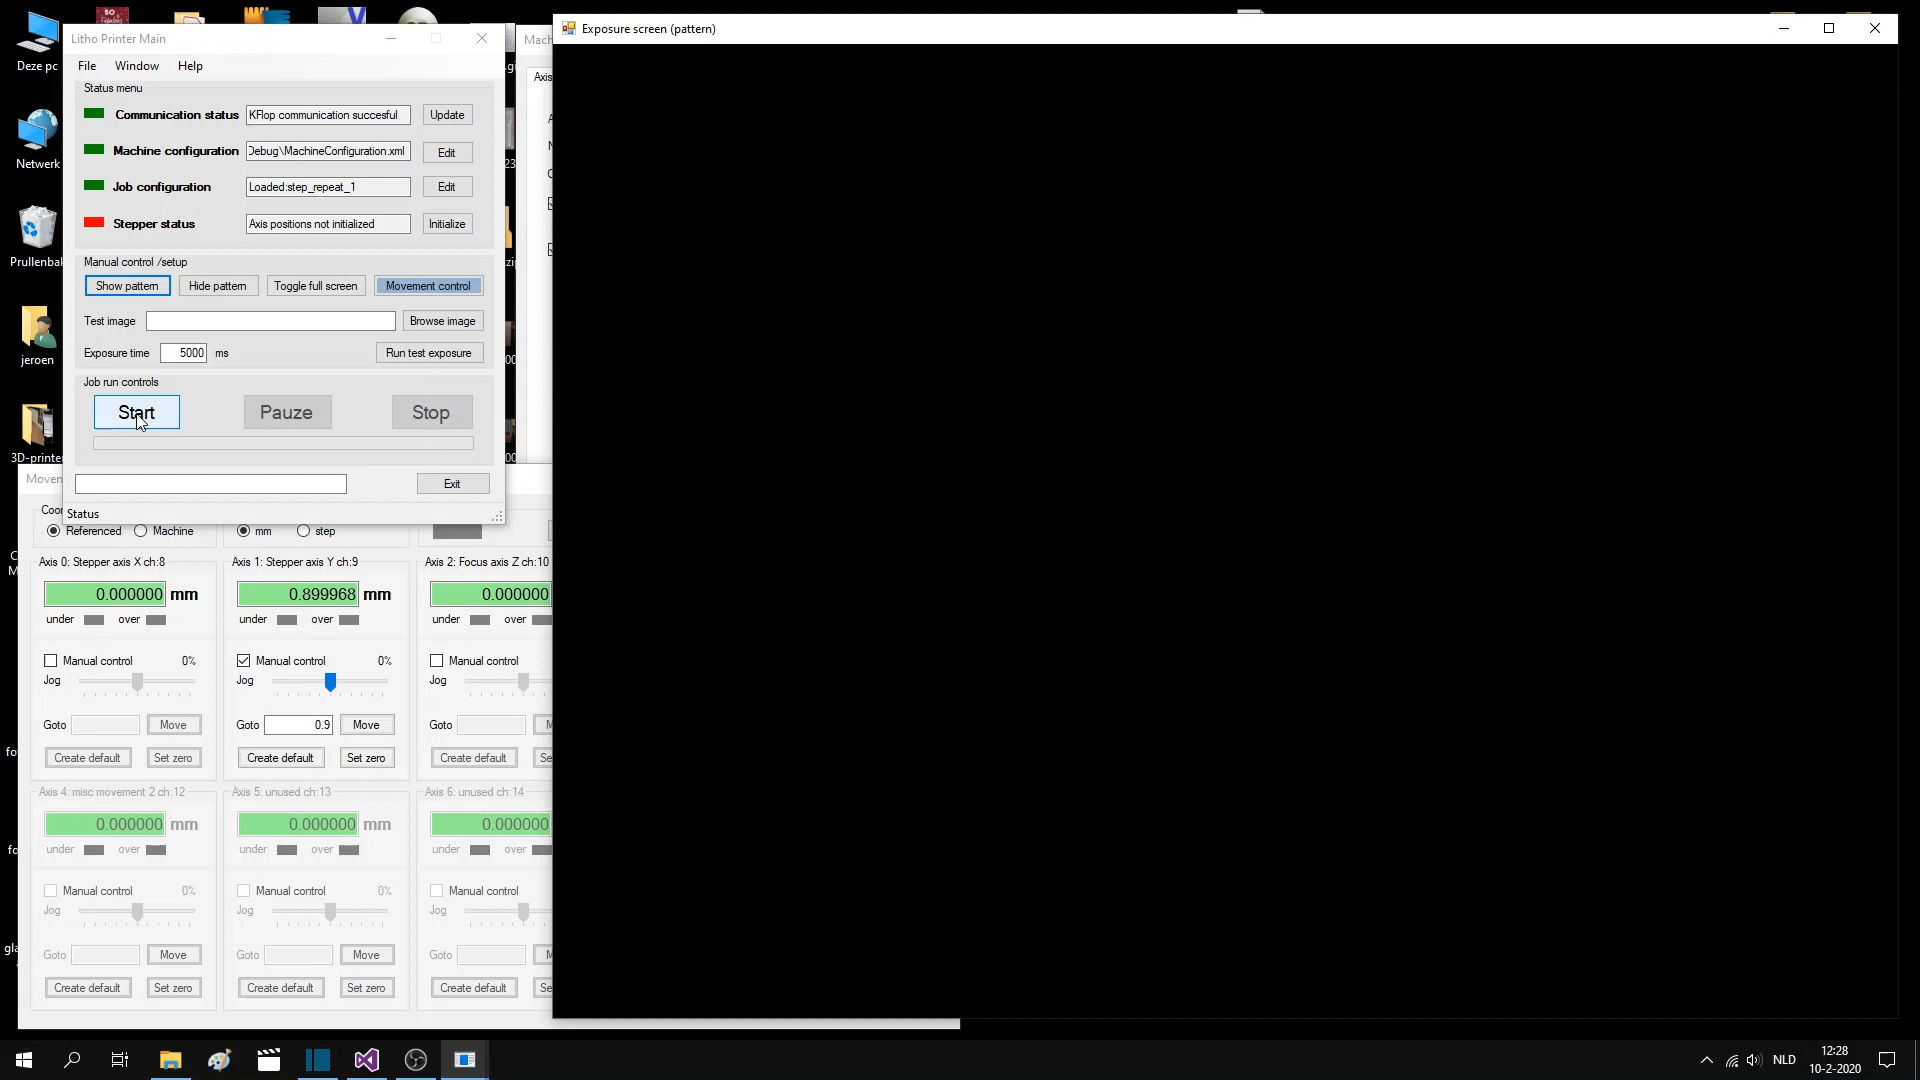 Deze pc
Netwerk
Prullenbak
jeroen
3D-printe
Litho Printer Main
File Window Help
Status menu
Communication status KFlop communication succesful Update
Machine configuration Debug\MachineConfiguration.xml Edit
Job configuration Loaded:step_repeat_1 Edit
Stepper status Axis positions not initialized Initialize
Manual control /setup
Show pattern Hide pattern Toggle full screen Movement control
Test image Browse image
Exposure time 5000 ms Run test exposure
Job run controls
Start Pauze Stop
Exit
Status
Mach
Axis
Exposure screen (pattern)
Movem
Coor
Referenced Machine mm step
Axis 0: Stepper axis X ch:8 Axis 1: Stepper axis Y ch:9 Axis 2: Focus axis Z ch:10
0.000000 mm 0.899968 mm 0.000000
under over under over under over
Manual control 0% Manual control 0% Manual control
Jog Jog Jog
Goto Move Goto 0.9 Move Goto M
Create default Set zero Create default Set zero Create default Se
Axis 4: misc movement 2 ch:12 Axis 5: unused ch:13 Axis 6: unused ch:14
0.000000 mm 0.000000 mm 0.000000
under over under over under over
Manual control 0% Manual control 0% Manual control
Jog Jog Jog
Goto Move Goto Move Goto M
Create default Set zero Create default Set zero Create default Se
NLD
12:28
10-2-2020